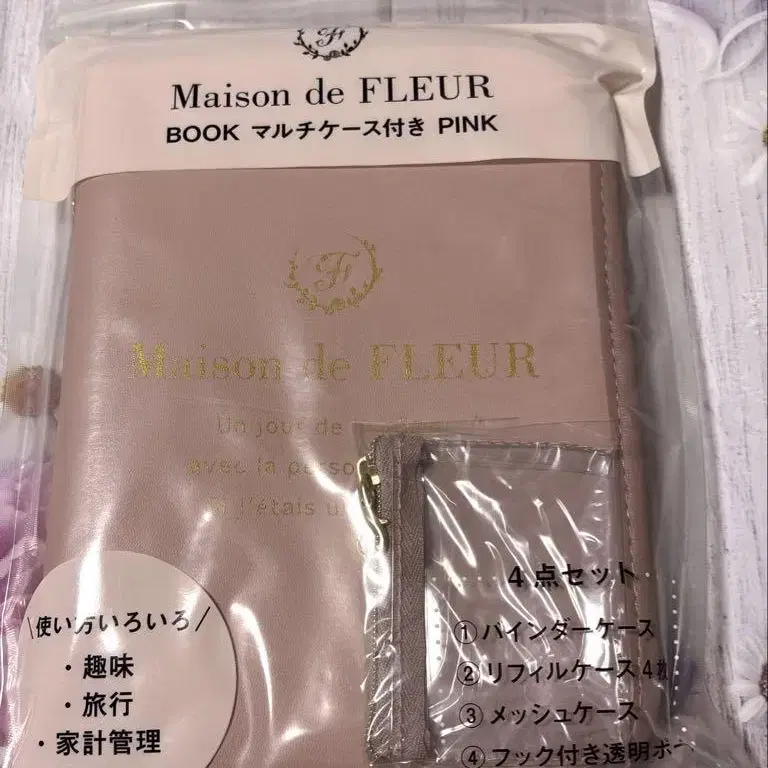 F
Maison de FLEUR
BOOK マルチケース付き PINK
F
Maison de FLEUR
Un jour de
avec la
Si j'étais
\使い方いろいろ/
・趣味
・旅行
・家計管理
4点セット
①バインダーケース
②リフィルケース4枚
③メッシュケース
④フック付き透明ポー